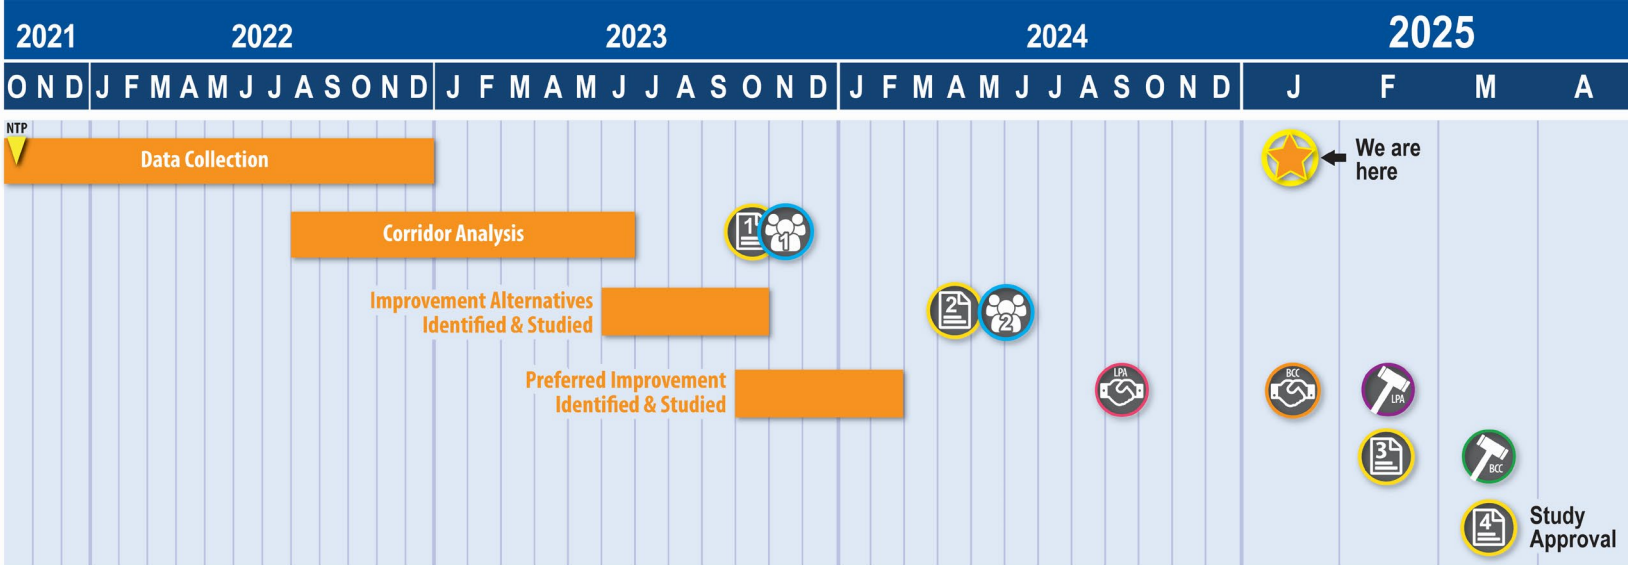 2021 2022 2023 2024 2025
O N D J F M A M J J A S O N D J F M A M J J A S O N D J F M A M J J A S O N D J F M A
NTP
Data Collection
We are
here
Corridor Analysis
1 1
Improvement Alternatives
Identified & Studied
2 2
Preferred Improvement
Identified & Studied
LPA
BCC
LPA
3
BCC
4
Study
Approval